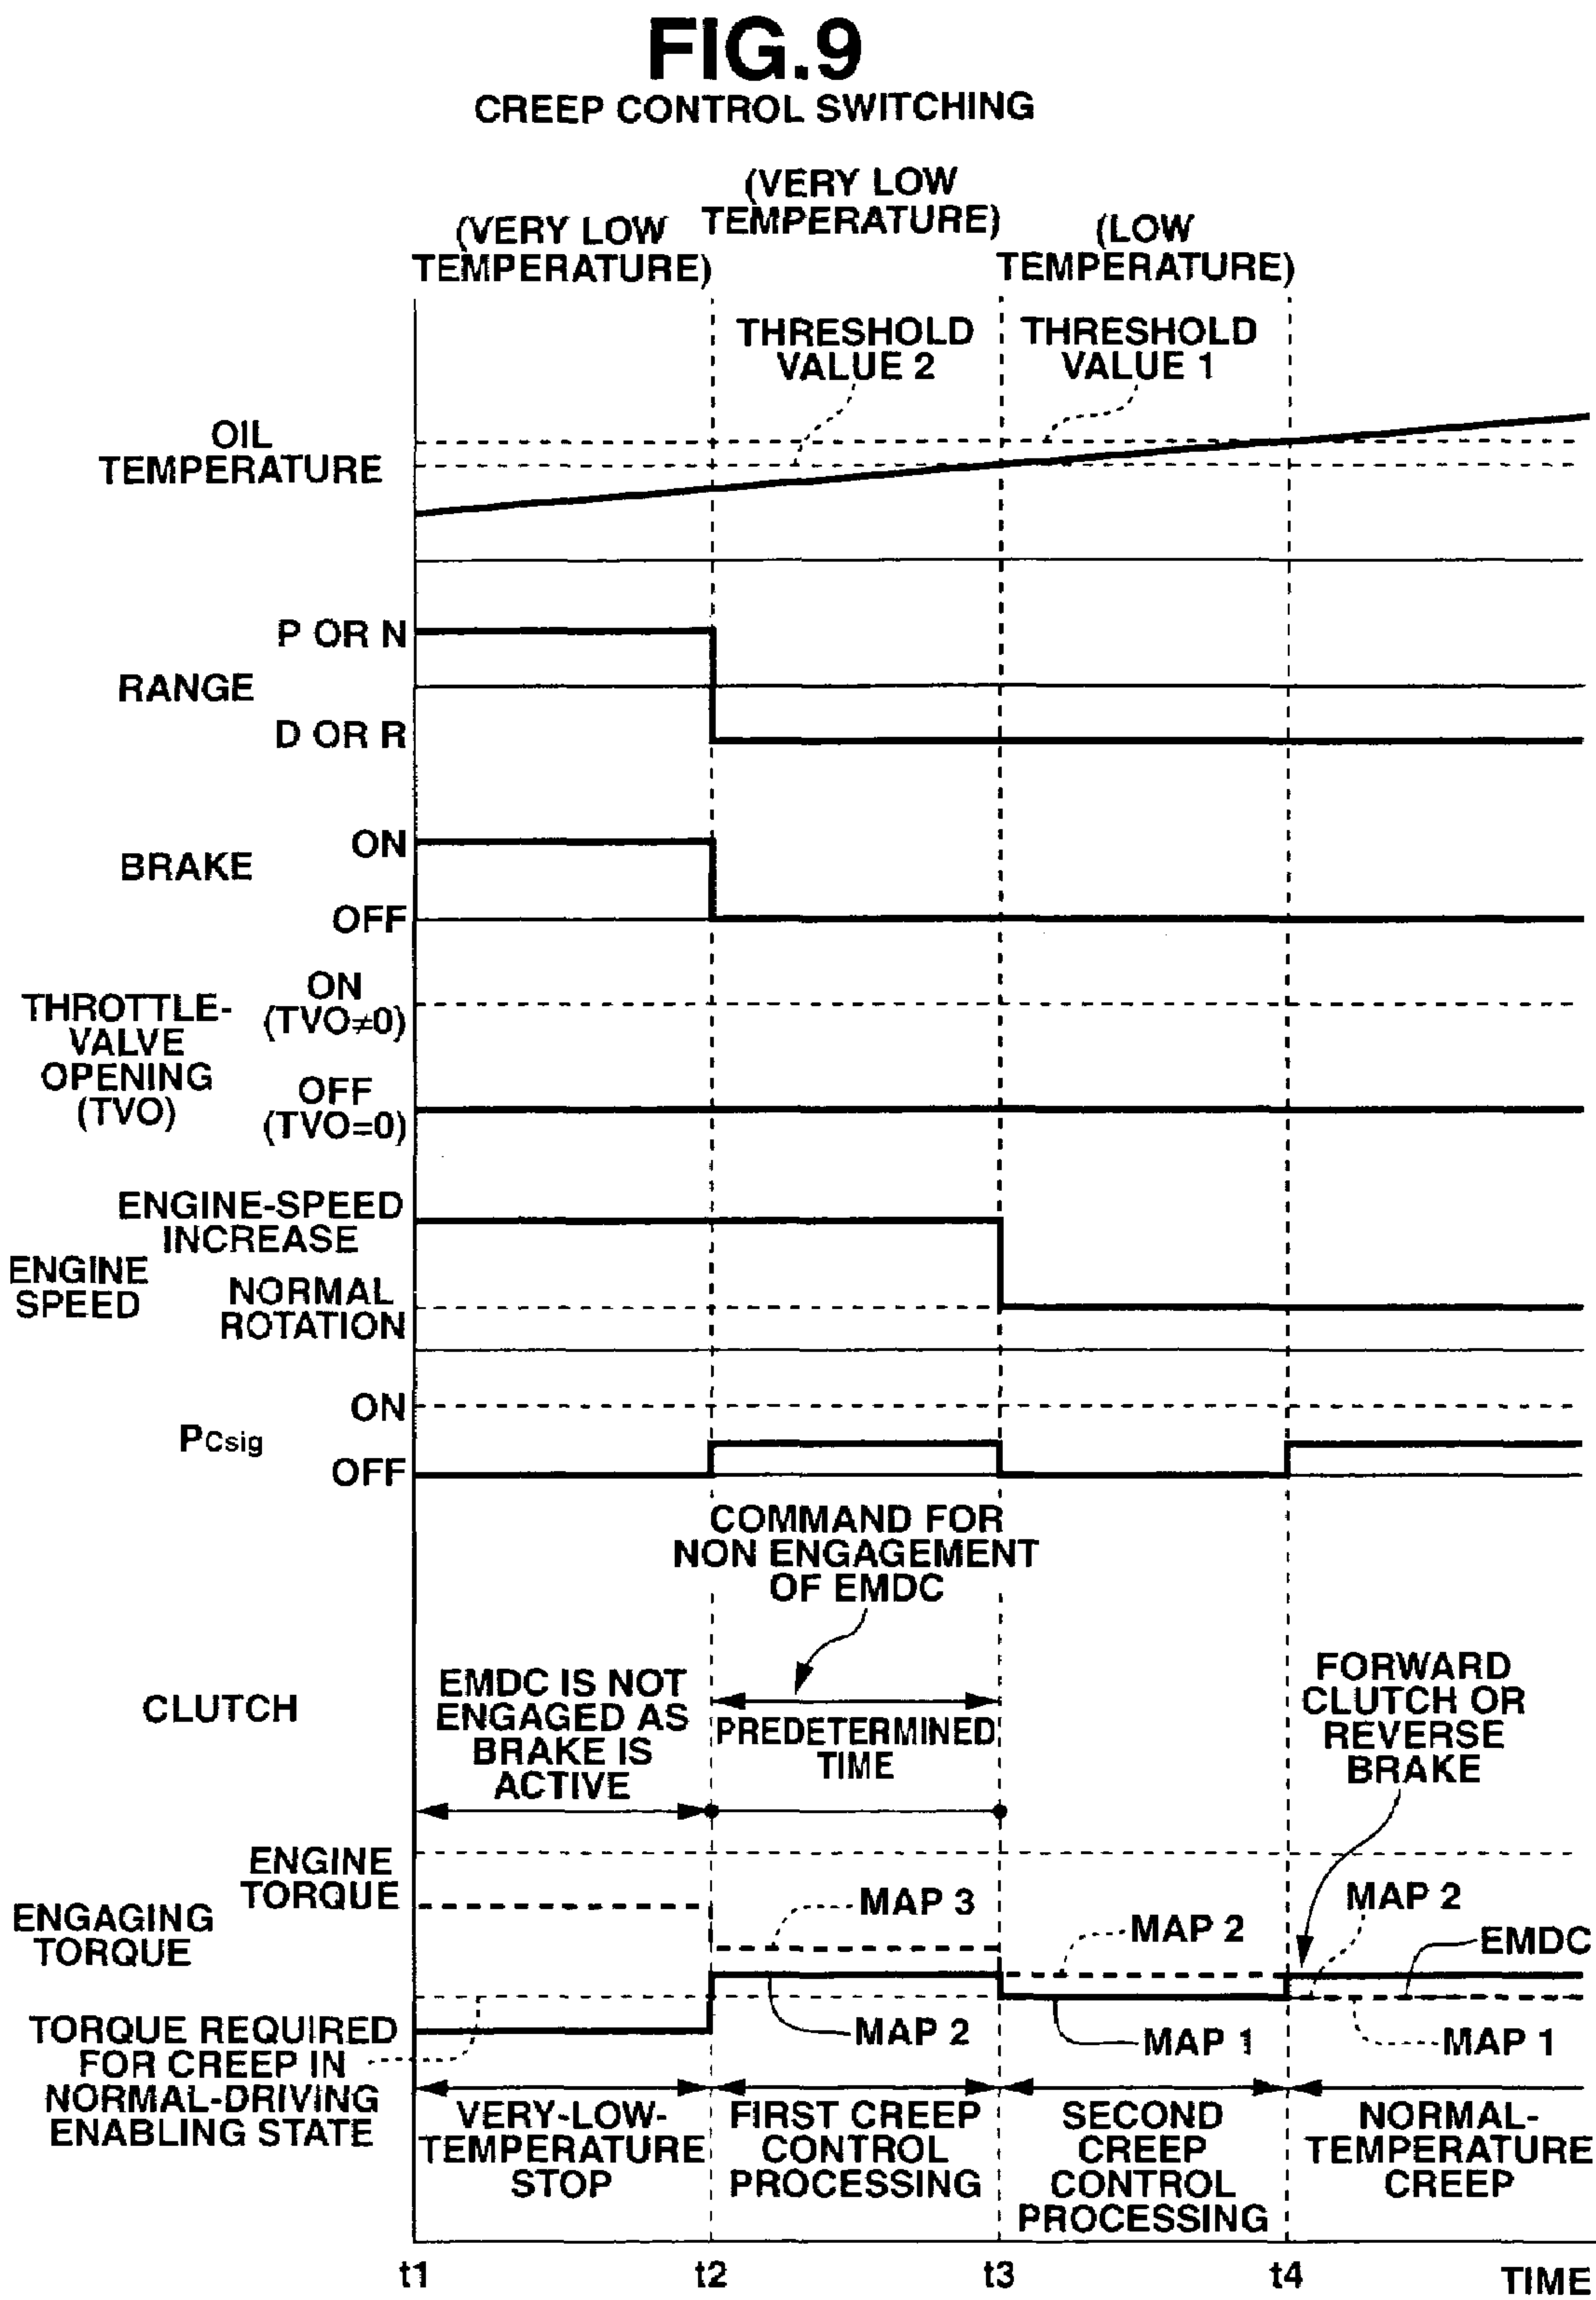 FIG.9
CREEP CONTROL SWITCHING
(VERY LOW
TEMPERATURE)
(VERY LOW
TEMPERATURE)
(LOW
TEMPERATURE)
THRESHOLD
VALUE 2
THRESHOLD
VALUE 1
OIL
TEMPERATURE
P OR N
RANGE
D OR R
ON
BRAKE
OFF
THROTTLE-
VALVE
OPENING
(TVO)
ON
(TVO≠0)
OFF
(TVO=0)
ENGINE-SPEED
INCREASE
ENGINE
SPEED
NORMAL
ROTATION
ON
PCsig
OFF
COMMAND FOR
NON ENGAGEMENT
OF EMDC
CLUTCH
EMDC IS NOT
ENGAGED AS
BRAKE IS
ACTIVE
PREDETERMINED
TIME
FORWARD
CLUTCH OR
REVERSE
BRAKE
ENGINE
TORQUE
ENGAGING
TORQUE
MAP 3
MAP 2
MAP 2
EMDC
TORQUE REQUIRED
FOR CREEP IN
NORMAL-DRIVING
ENABLING STATE
MAP 2
MAP 1
MAP 1
VERY-LOW-
TEMPERATURE
STOP
FIRST CREEP
CONTROL
PROCESSING
SECOND
CREEP
CONTROL
PROCESSING
NORMAL-
TEMPERATURE
CREEP
t1 t2 t3 t4 TIME